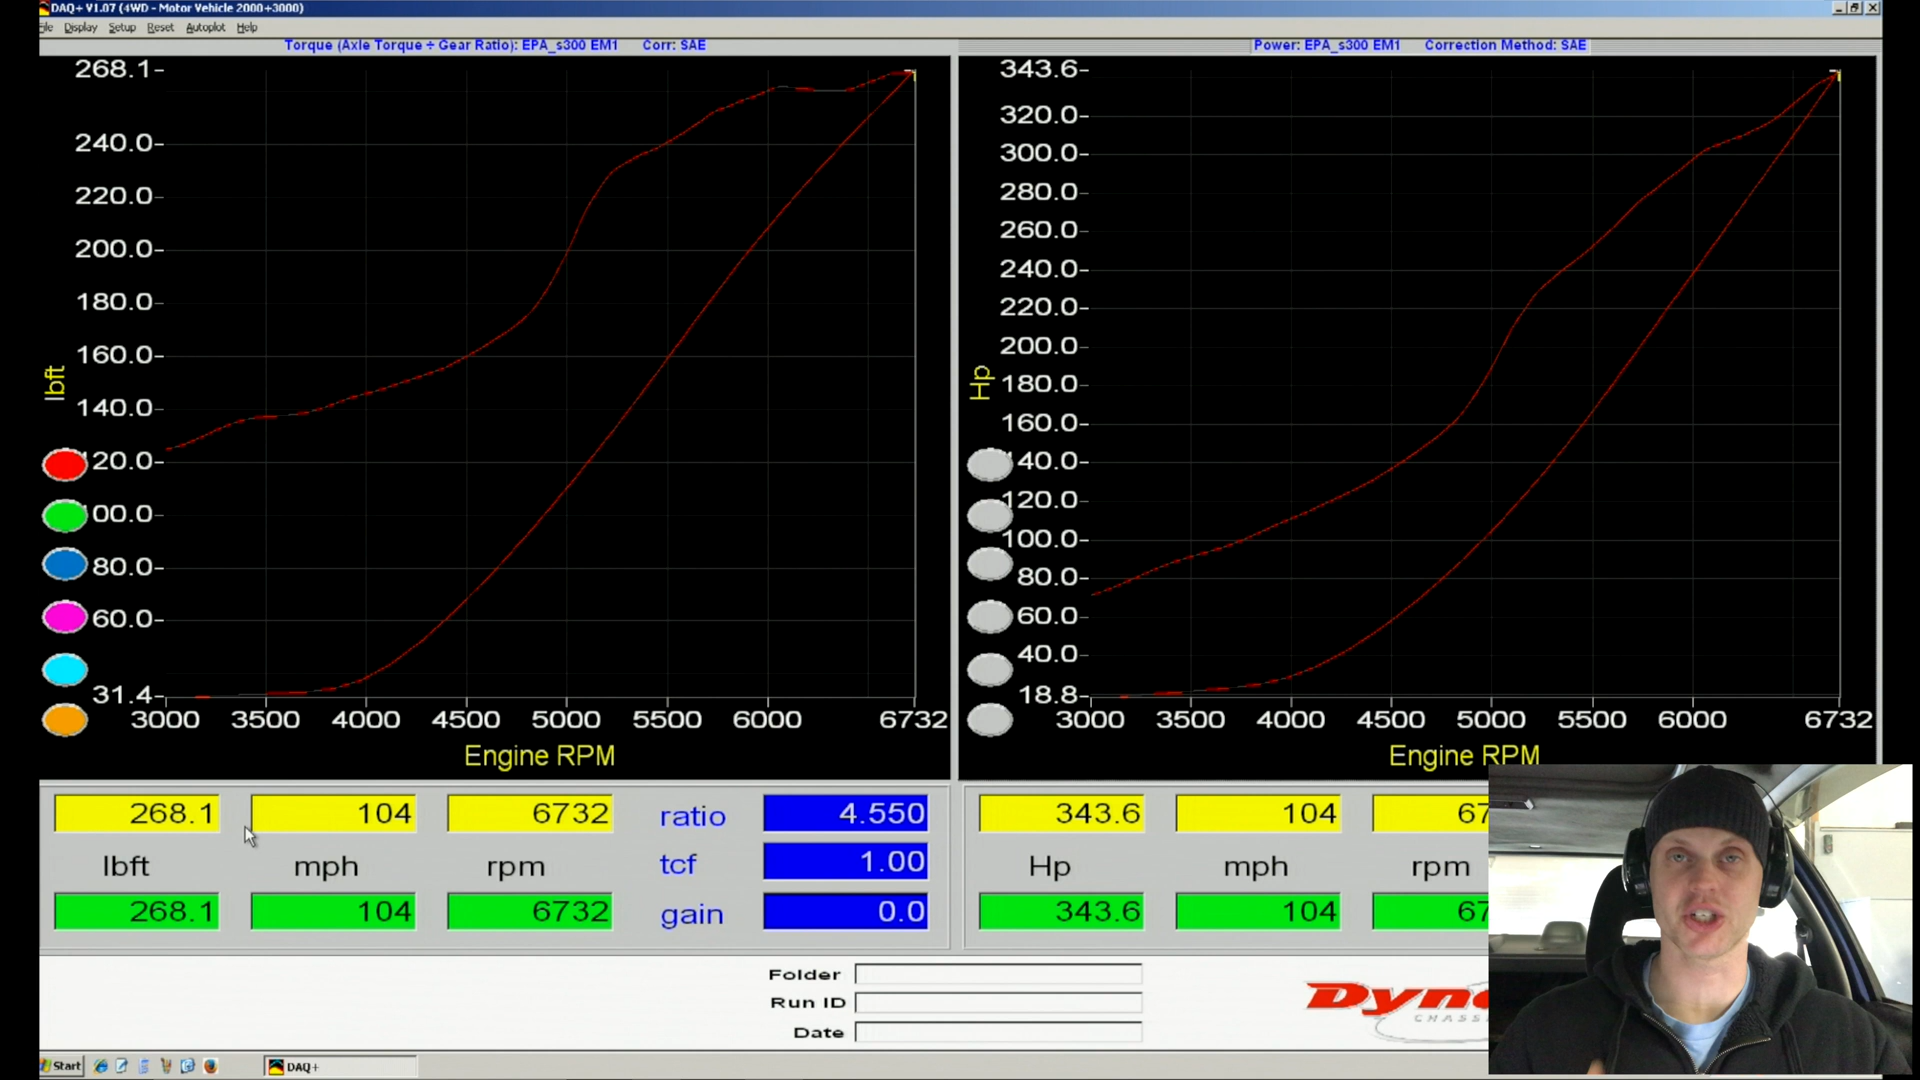 DAQ+ V1.07 (4WD - Motor Vehicle 2000+3000)
Display Setup Reset Autoplot Help
Torque (Axle Torque ÷ Gear Ratio): EPA_s300 EM1 Corr: SAE
268.1
240.0
220.0
200.0
180.0
160.0
140.0
20.0
00.0
80.0
60.0
31.4
lbft
3000 3500 4000 4500 5000 5500 6000 6732
Engine RPM
Power: EPA_s300 EM1 Correction Method: SAE
343.6
320.0
300.0
280.0
260.0
240.0
220.0
200.0
180.0
160.0
140.0
120.0
100.0
80.0
60.0
40.0
18.8
Hp
3000 3500 4000 4500 5000 5500 6000 6732
Engine RPM
268.1 104 6732 ratio 4.550
lbft mph rpm tcf 1.00
268.1 104 6732 gain 0.0
343.6 104 67
Hp mph rpm
343.6 104 67
Folder
Run ID
Date
Dyn
CHASS
Start DAQ+